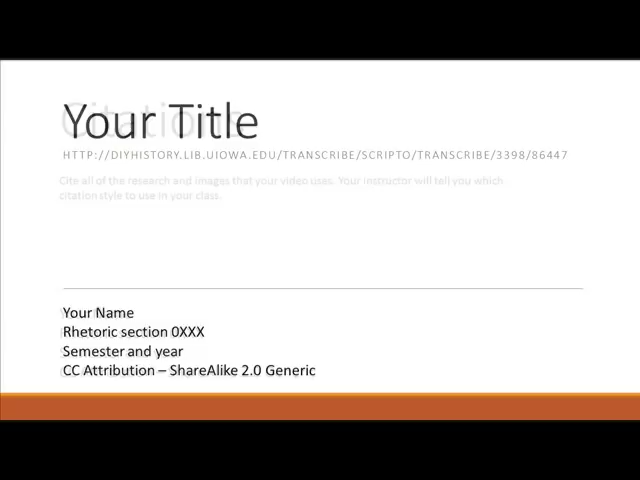 Citations
Your Title
HTTP://DIYHISTORY.LIB.UIOWA.EDU/TRANSCRIBE/SCRIPTO/TRANSCRIBE/3398/86447
Cite all of the research and images that your video uses. Your instructor will tell you which
citation style to use in your class.
Your Name
Rhetoric section 0XXX
Semester and year
CC Attribution – ShareAlike 2.0 Generic